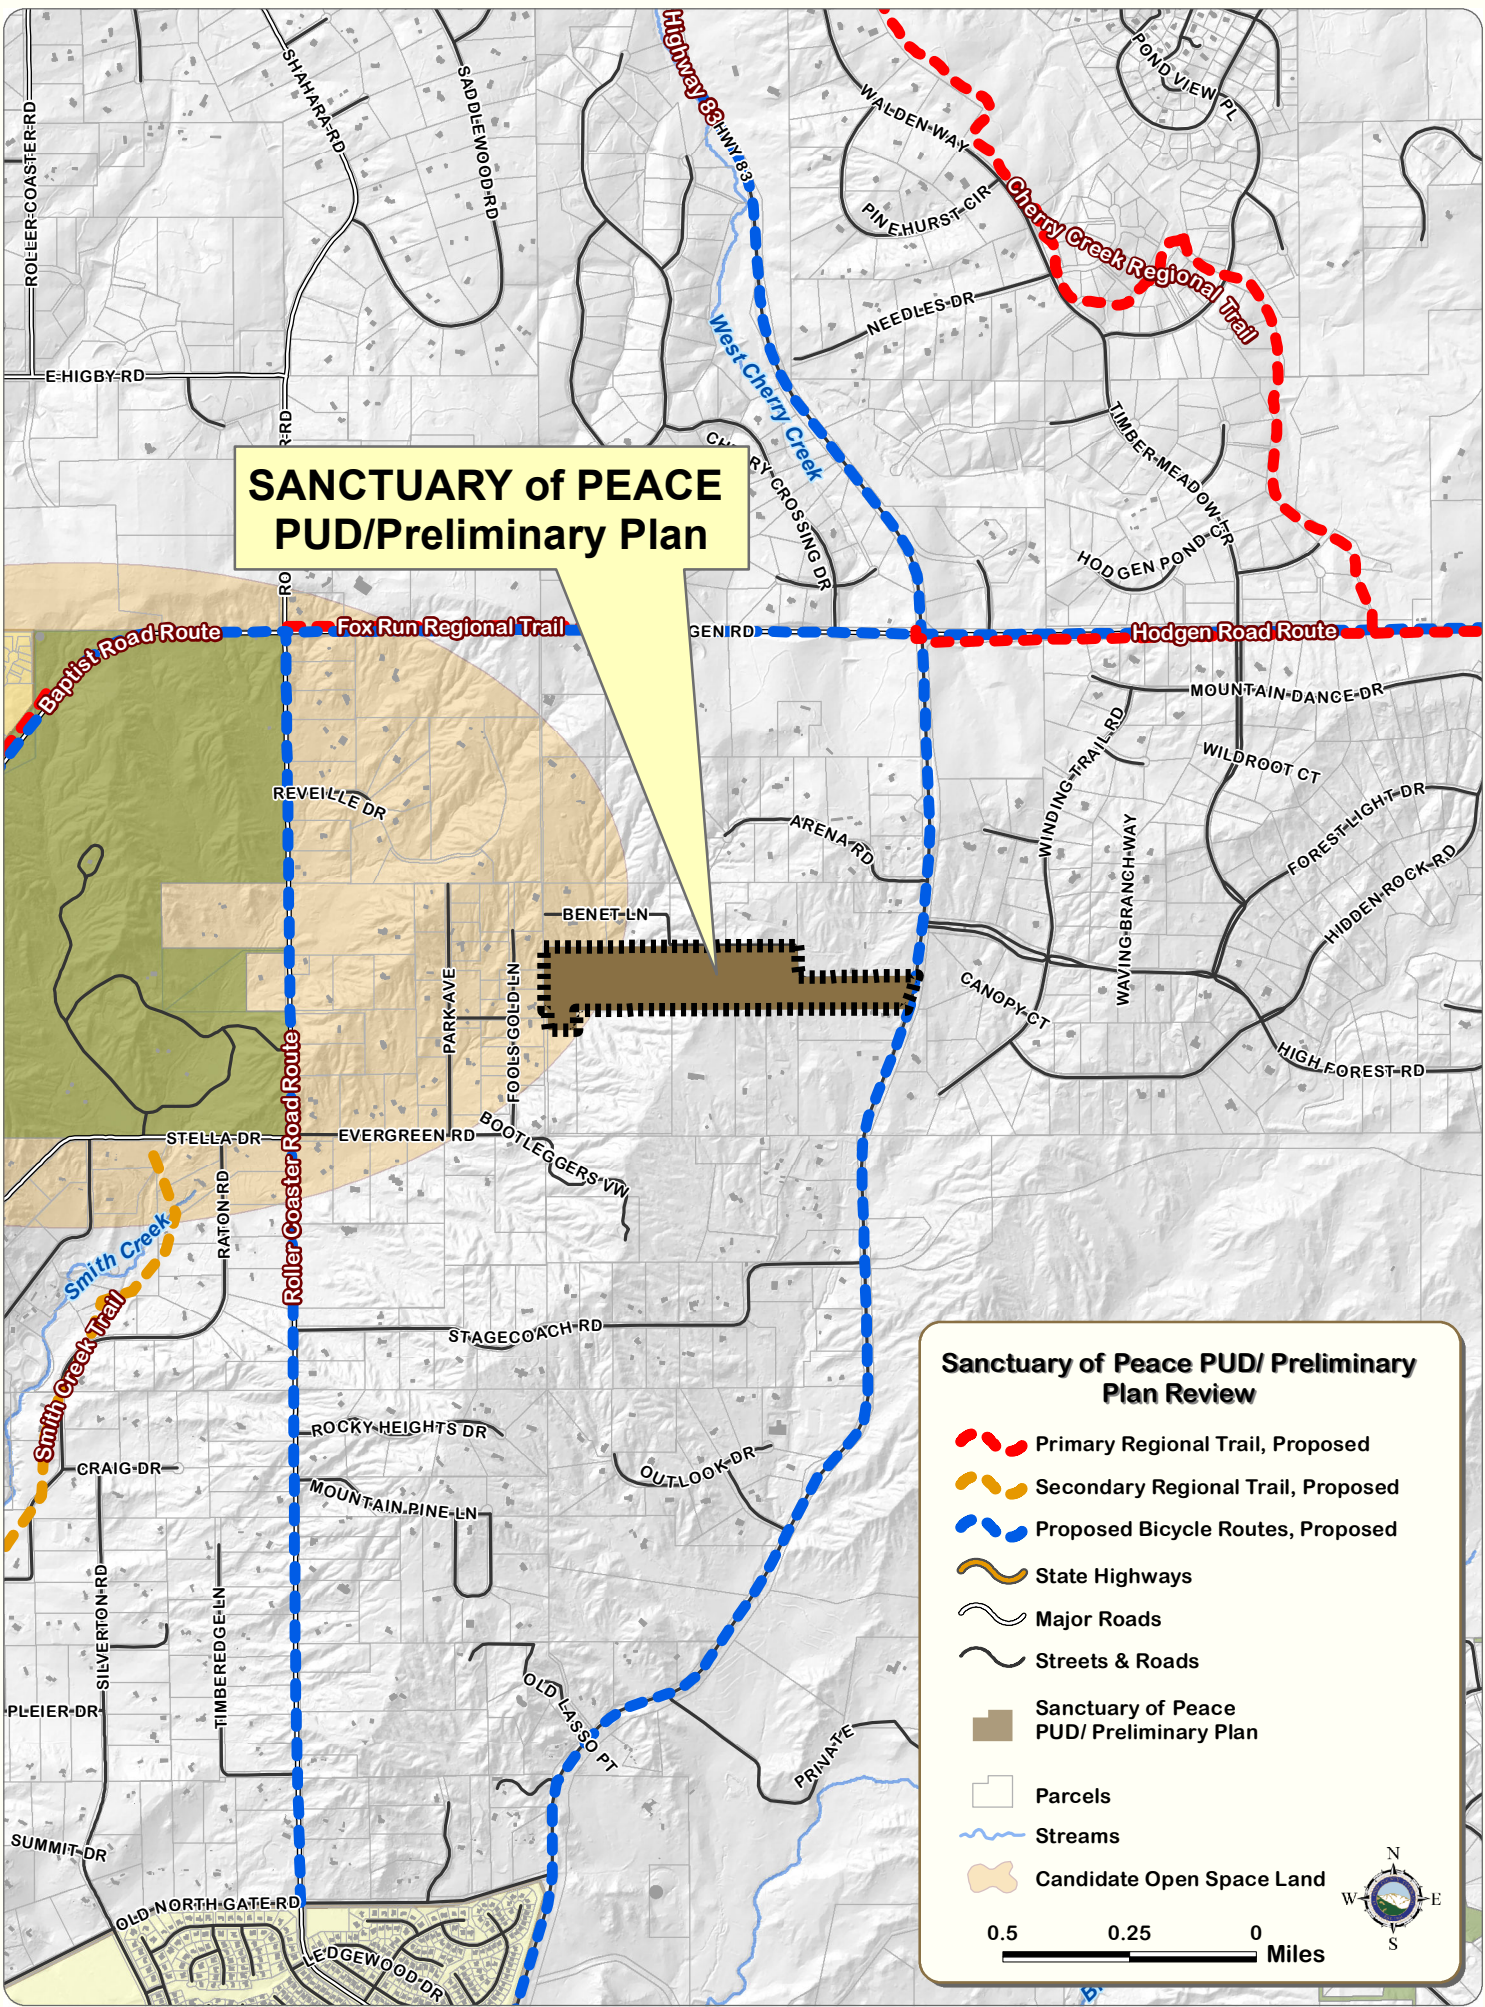 Highway 83
HWY 83
SHAHARA RD
SADDLEWOOD RD
ROLLER COASTER RD
WALDEN WAY
POND VIEW PL
PINEHURST CIR
Cherry Creek Regional Trail
NEEDLES DR
West Cherry Creek
E HIGBY RD
TIMBER MEADOW DR
CROSSING DR
HODGEN POND CR
SANCTUARY of PEACE
PUD/Preliminary Plan
Baptist Road Route
Fox Run Regional Trail
GEN RD
Hodgen Road Route
MOUNTAIN DANCE DR
WINDING TRAIL RD
WILDROOT CT
REVEILLE DR
ARENA RD
FOREST LIGHT DR
WAVING BRANCH WAY
HIDDEN ROCK RD
BENET LN
PARK AVE
FOOLS GOLD LN
CANOPY CT
HIGH FOREST RD
Roller Coaster Road Route
STELLA DR
EVERGREEN RD
BOOTLEGGERS VW
RATON RD
Smith Creek
Smith Creek Trail
STAGECOACH RD
ROCKY HEIGHTS DR
CRAIG DR
OUTLOOK DR
MOUNTAIN PINE LN
SILVERTON RD
TIMBEREDGE LN
OLD LASSO PT
PLEIER DR
PRIVATE
SUMMIT DR
OLD NORTH GATE RD
LEDGEWOOD DR
Sanctuary of Peace PUD/ Preliminary
Plan Review
Primary Regional Trail, Proposed
Secondary Regional Trail, Proposed
Proposed Bicycle Routes, Proposed
State Highways
Major Roads
Streets & Roads
Sanctuary of Peace
PUD/ Preliminary Plan
Parcels
Streams
Candidate Open Space Land
N
W E
S
0.5 0.25 0
Miles